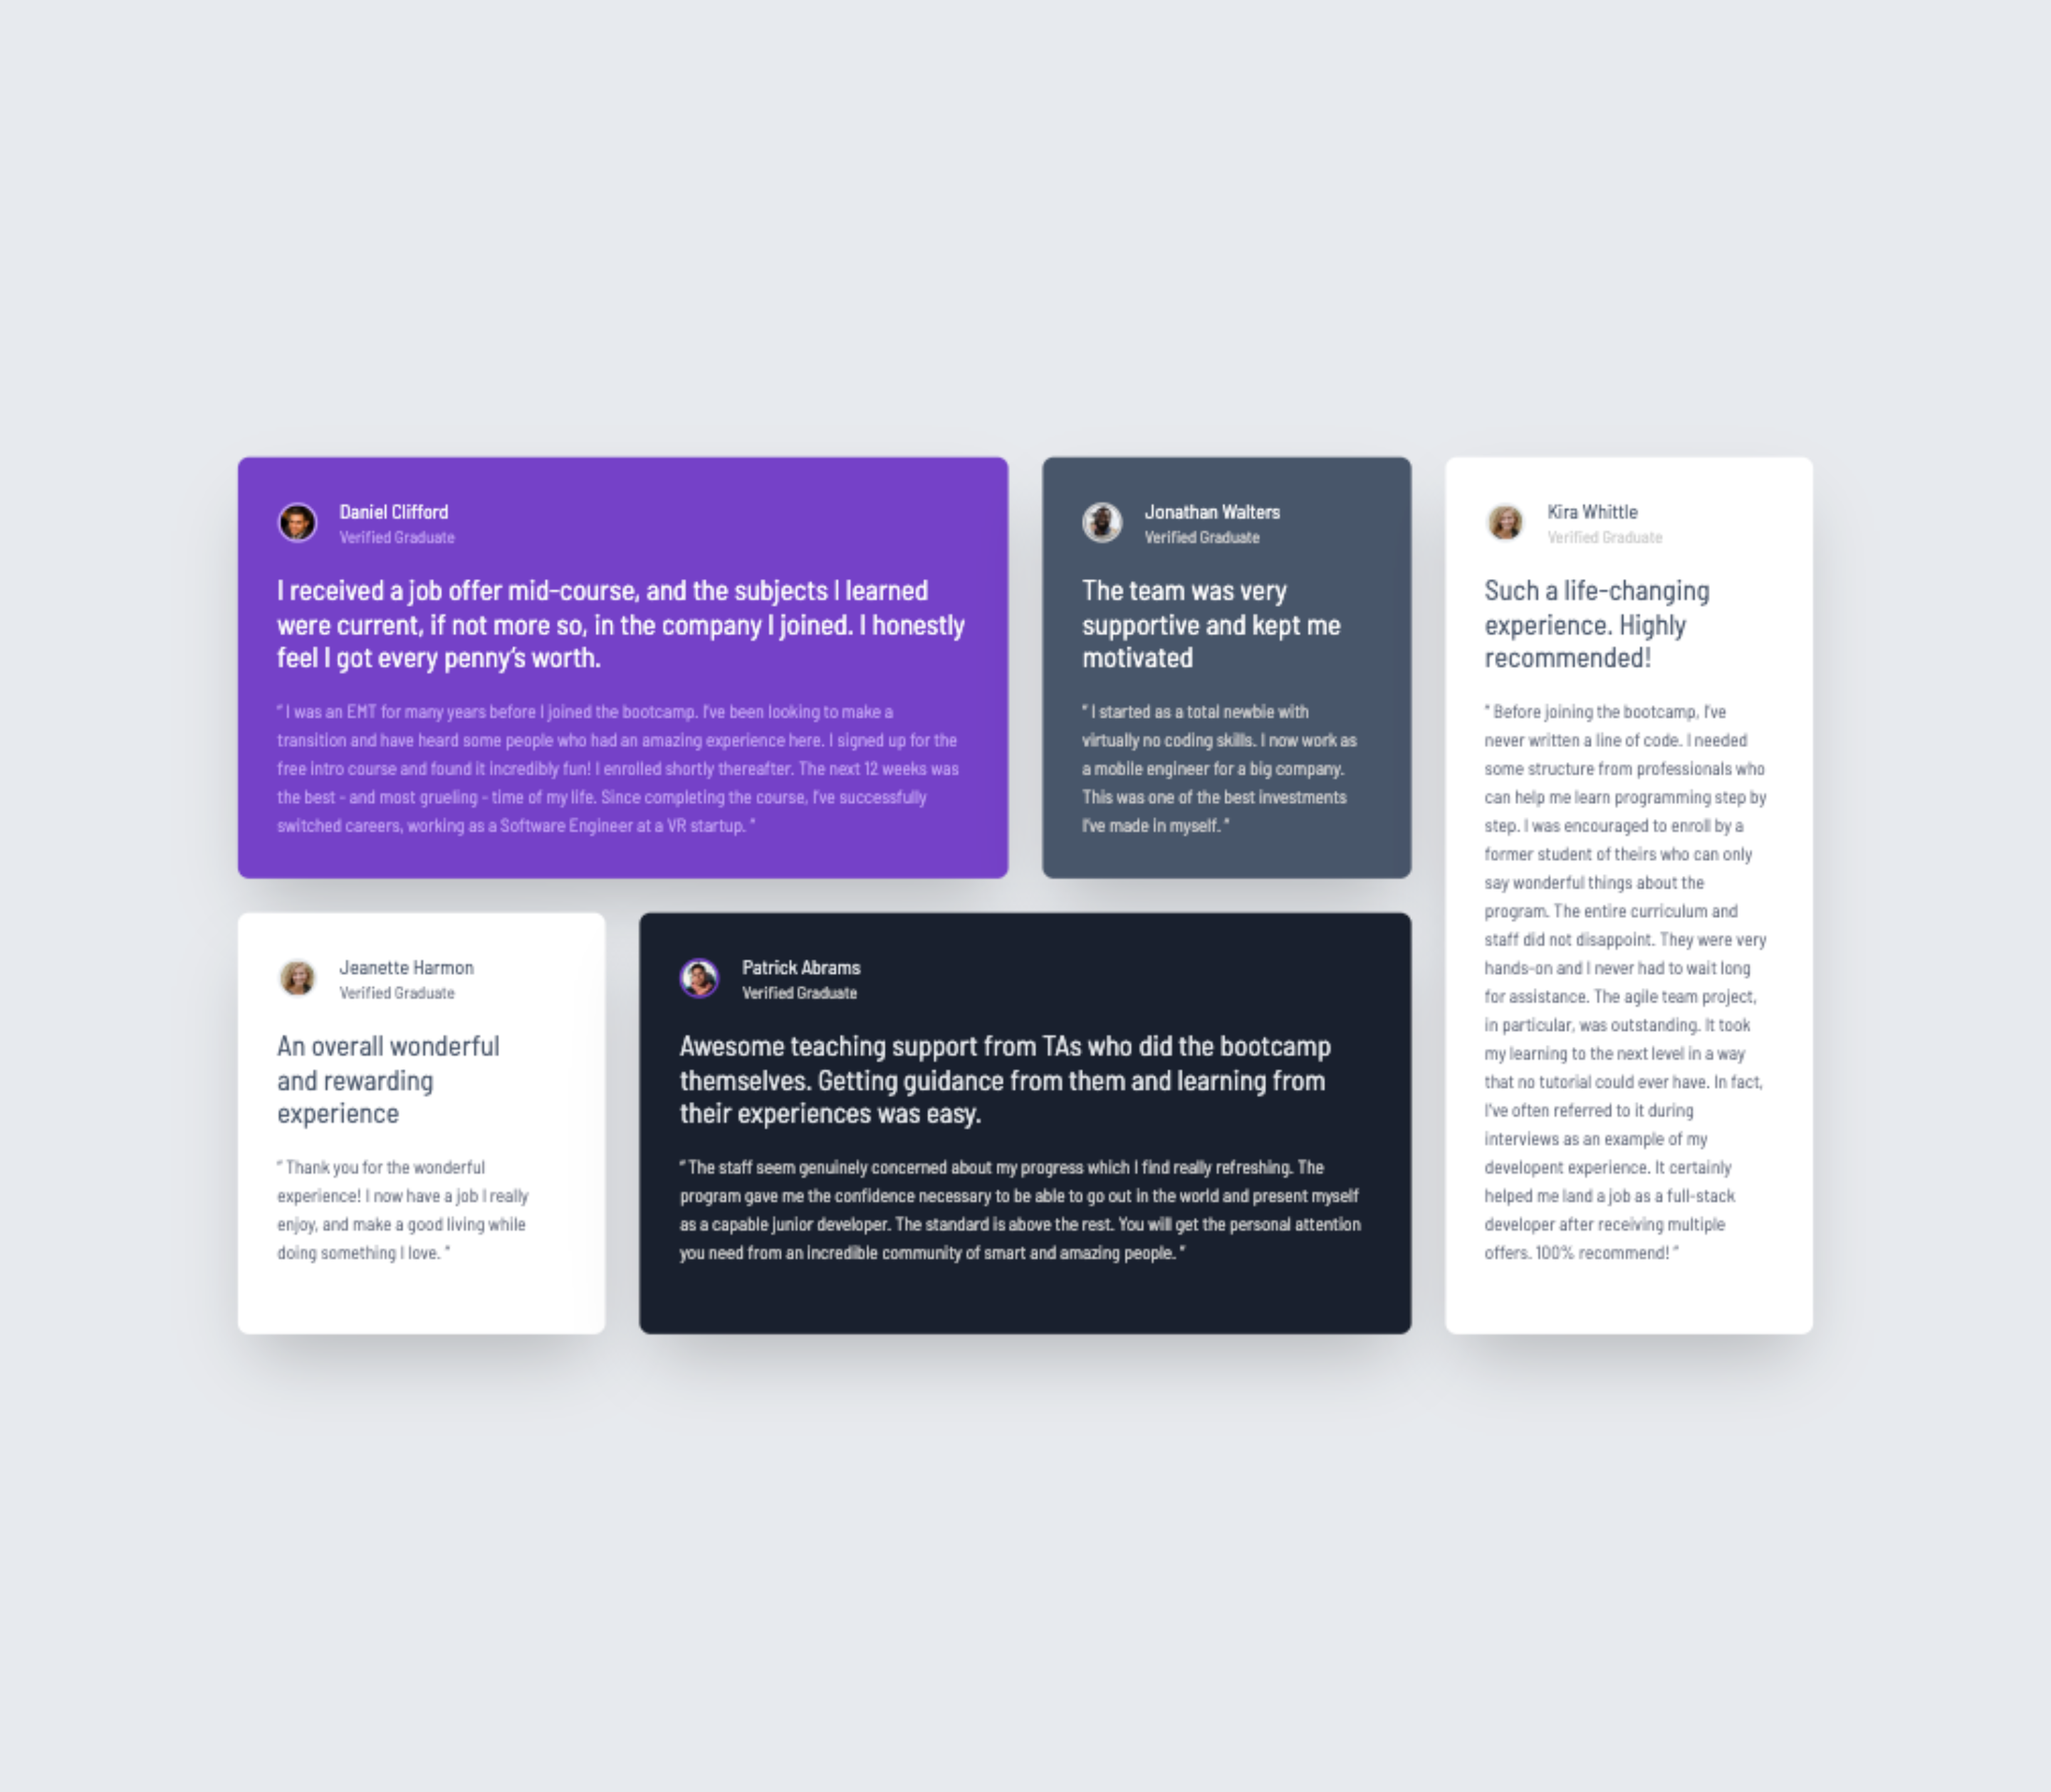 Daniel Clifford
Verified Graduate
I received a job offer mid-course, and the subjects I learned
were current, if not more so, in the company I joined. I honestly
feel I got every penny’s worth.
“ I was an EMT for many years before I joined the bootcamp. I’ve been looking to make a
transition and have heard some people who had an amazing experience here. I signed up for the
free intro course and found it incredibly fun! I enrolled shortly thereafter. The next 12 weeks was
the best - and most grueling - time of my life. Since completing the course, I’ve successfully
switched careers, working as a Software Engineer at a VR startup. ”
Jonathan Walters
Verified Graduate
The team was very
supportive and kept me
motivated
“ I started as a total newbie with
virtually no coding skills. I now work as
a mobile engineer for a big company.
This was one of the best investments
I’ve made in myself. ”
Kira Whittle
Verified Graduate
Such a life-changing
experience. Highly
recommended!
“ Before joining the bootcamp, I’ve
never written a line of code. I needed
some structure from professionals who
can help me learn programming step by
step. I was encouraged to enroll by a
former student of theirs who can only
say wonderful things about the
program. The entire curriculum and
staff did not disappoint. They were very
hands-on and I never had to wait long
for assistance. The agile team project,
in particular, was outstanding. It took
my learning to the next level in a way
that no tutorial could ever have. In fact,
I’ve often referred to it during
interviews as an example of my
developent experience. It certainly
helped me land a job as a full-stack
developer after receiving multiple
offers. 100% recommend! ”
Jeanette Harmon
Verified Graduate
An overall wonderful
and rewarding
experience
“ Thank you for the wonderful
experience! I now have a job I really
enjoy, and make a good living while
doing something I love. ”
Patrick Abrams
Verified Graduate
Awesome teaching support from TAs who did the bootcamp
themselves. Getting guidance from them and learning from
their experiences was easy.
“ The staff seem genuinely concerned about my progress which I find really refreshing. The
program gave me the confidence necessary to be able to go out in the world and present myself
as a capable junior developer. The standard is above the rest. You will get the personal attention
you need from an incredible community of smart and amazing people. ”